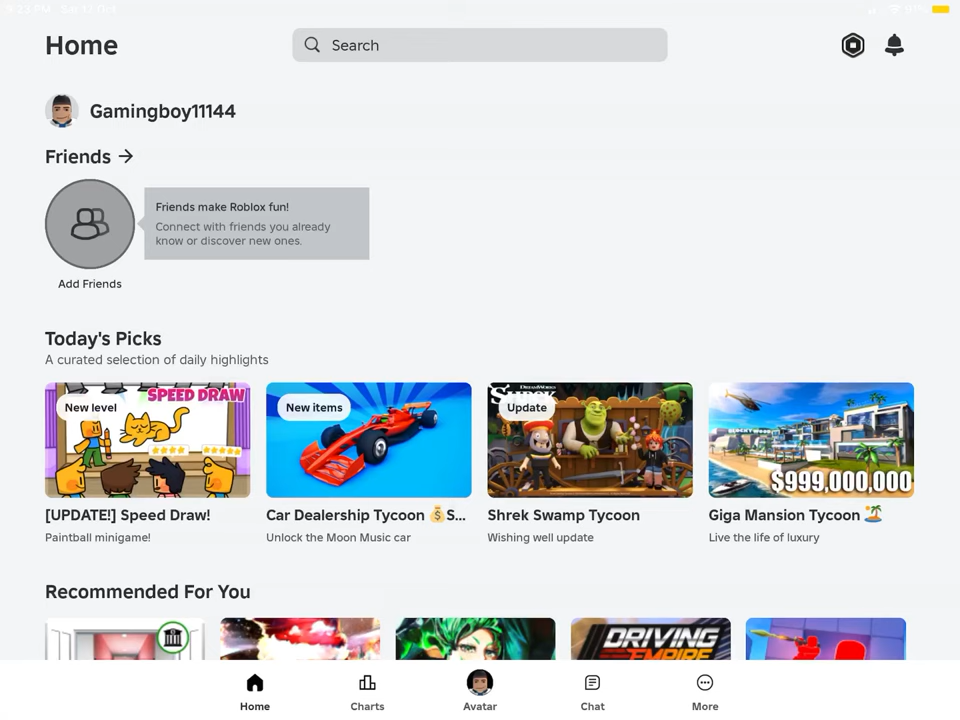 Home
Search
Gamingboy11144
Friends →
Friends make Roblox fun!
Connect with friends you already
know or discover new ones.
Add Friends
Today's Picks
A curated selection of daily highlights
New level
SPEED DRAW
New items
Update
$999,000,000
[UPDATE!] Speed Draw!
Car Dealership Tycoon 💰S...
Shrek Swamp Tycoon
Giga Mansion Tycoon 🏝️
Paintball minigame!
Unlock the Moon Music car
Wishing well update
Live the life of luxury
Recommended For You
DRIVING
EMPIRE
Home
Charts
Avatar
Chat
More